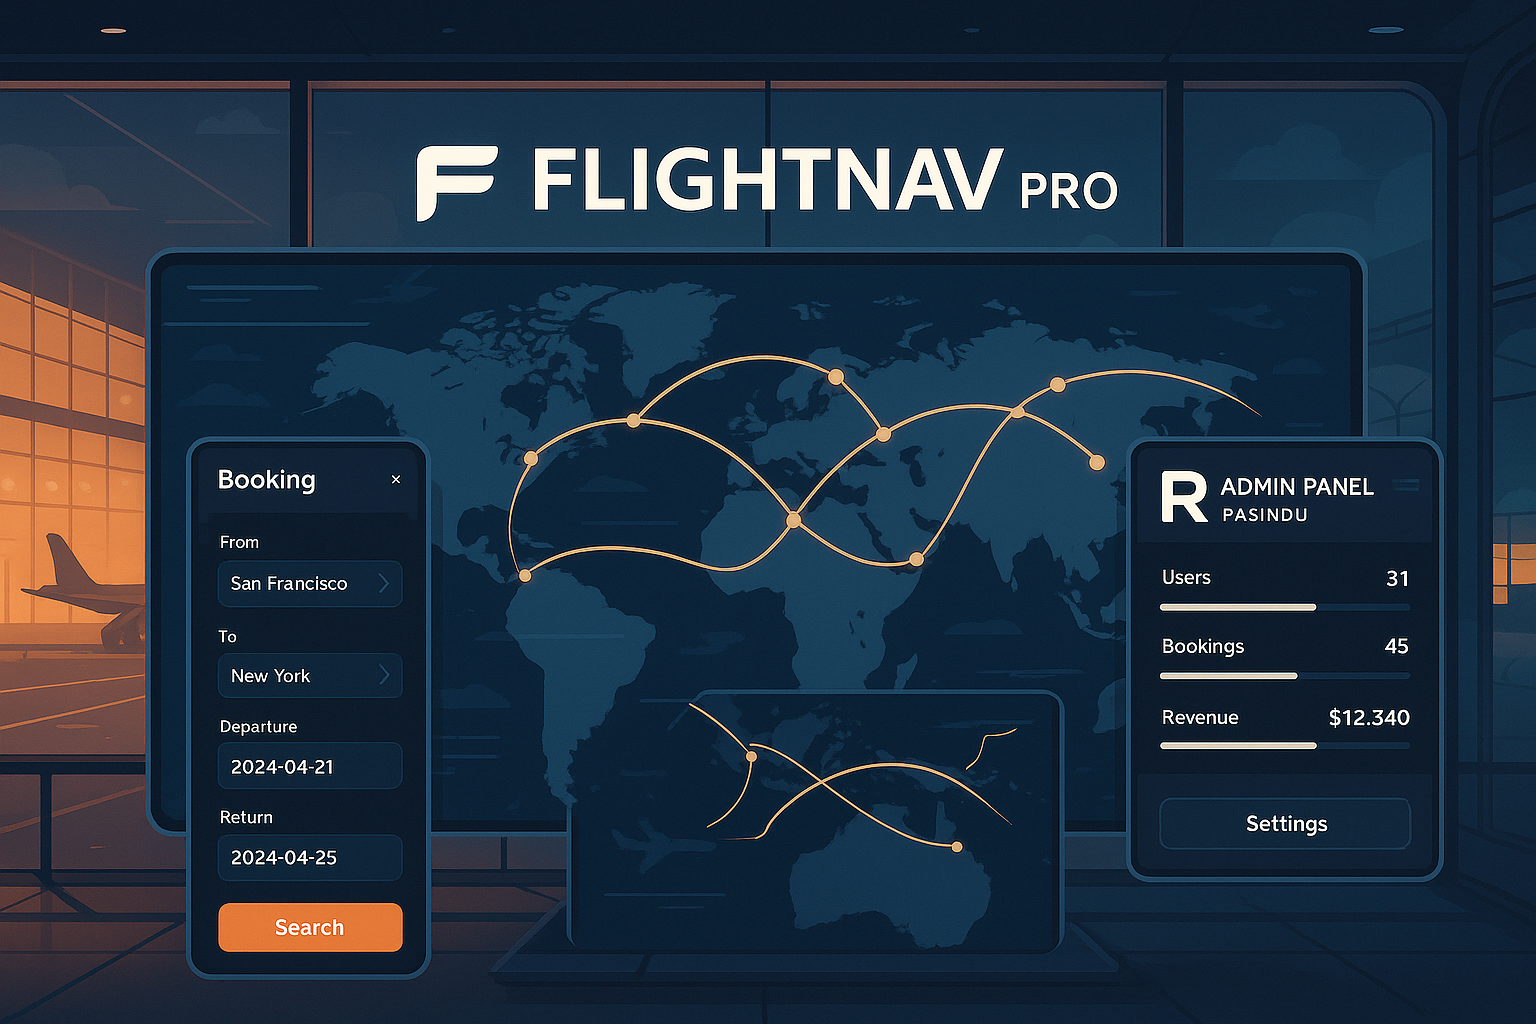 FLIGHTNAV PRO
Booking ×
From
San Francisco
To
New York
Departure
2024-04-21
Return
2024-04-25
Search
R ADMIN PANEL
PASINDU
Users 31
Bookings 45
Revenue $12.340
Settings